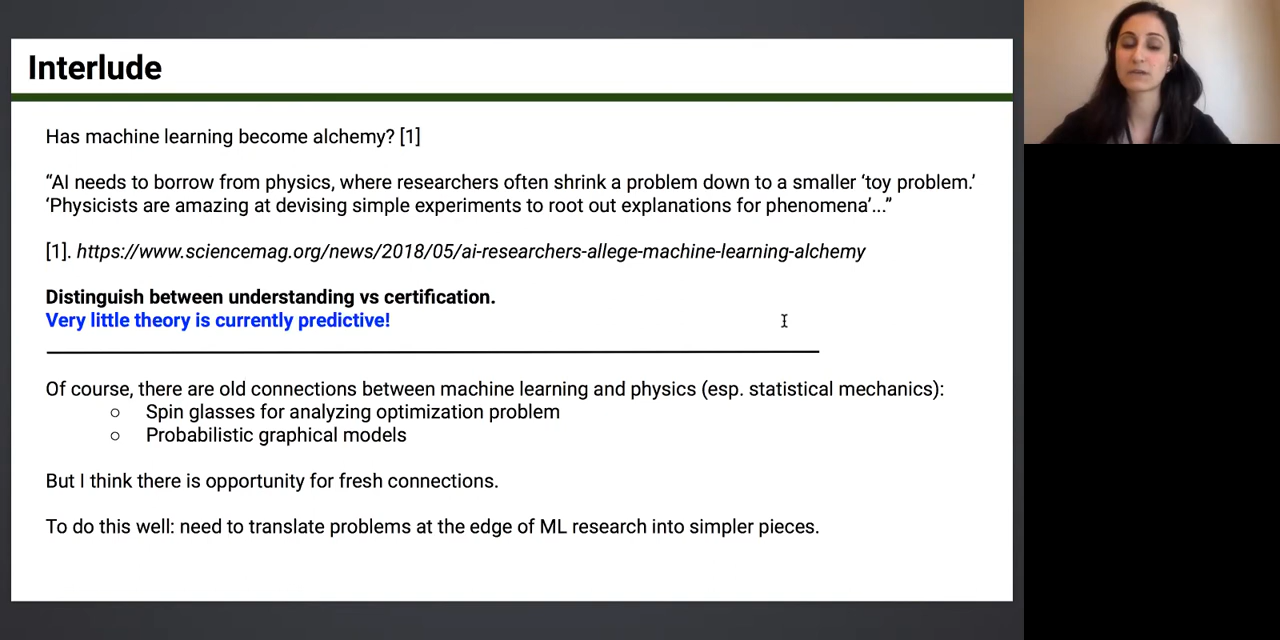 Interlude
Has machine learning become alchemy? [1]
“AI needs to borrow from physics, where researchers often shrink a problem down to a smaller ‘toy problem.’
‘Physicists are amazing at devising simple experiments to root out explanations for phenomena’...”
[1]. https://www.sciencemag.org/news/2018/05/ai-researchers-allege-machine-learning-alchemy
Distinguish between understanding vs certification.
Very little theory is currently predictive!
Of course, there are old connections between machine learning and physics (esp. statistical mechanics):
○ Spin glasses for analyzing optimization problem
○ Probabilistic graphical models
But I think there is opportunity for fresh connections.
To do this well: need to translate problems at the edge of ML research into simpler pieces.